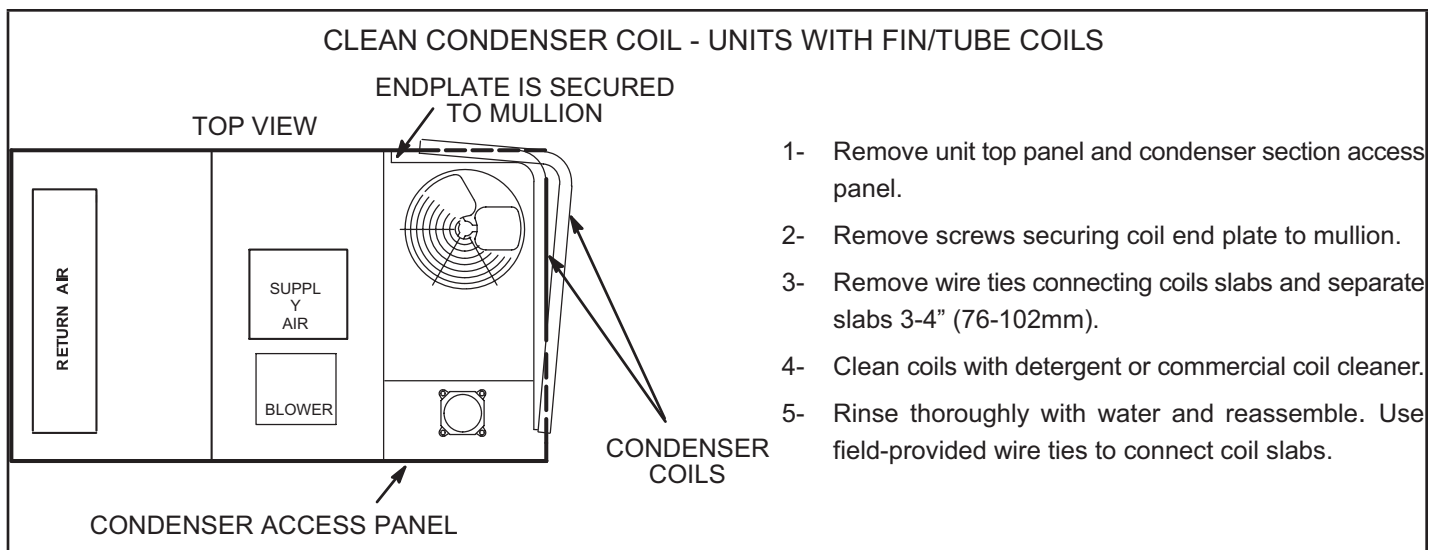 CLEAN CONDENSER COIL - UNITS WITH FIN/TUBE COILS
ENDPLATE IS SECURED
TO MULLION
TOP VIEW
RETURN AIR
SUPPL
Y
AIR
BLOWER
CONDENSER
COILS
CONDENSER ACCESS PANEL
1- Remove unit top panel and condenser section access
panel.
2- Remove screws securing coil end plate to mullion.
3- Remove wire ties connecting coils slabs and separate
slabs 3-4” (76-102mm).
4- Clean coils with detergent or commercial coil cleaner.
5- Rinse thoroughly with water and reassemble. Use
field-provided wire ties to connect coil slabs.